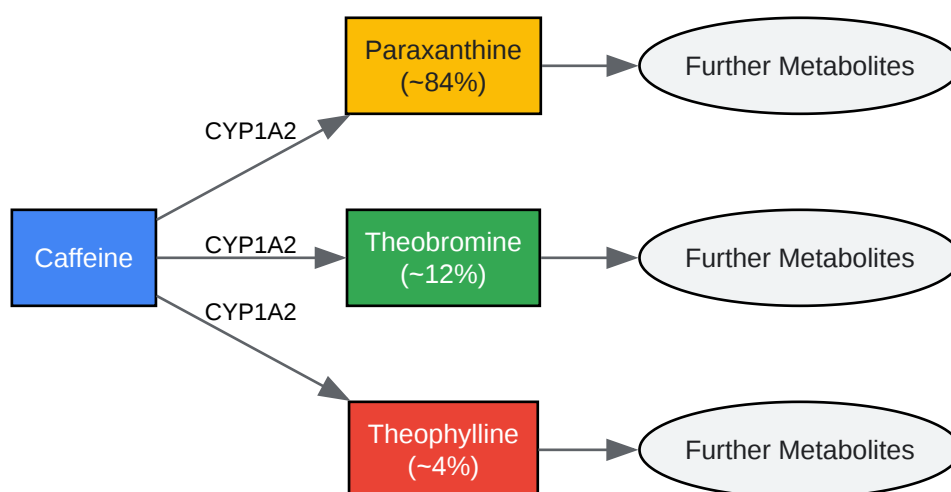 Paraxanthine
(~84%)
Further Metabolites
CYP1A2
Caffeine
CYP1A2
Theobromine
(~12%)
Further Metabolites
CYP1A2
Theophylline
(~4%)
Further Metabolites